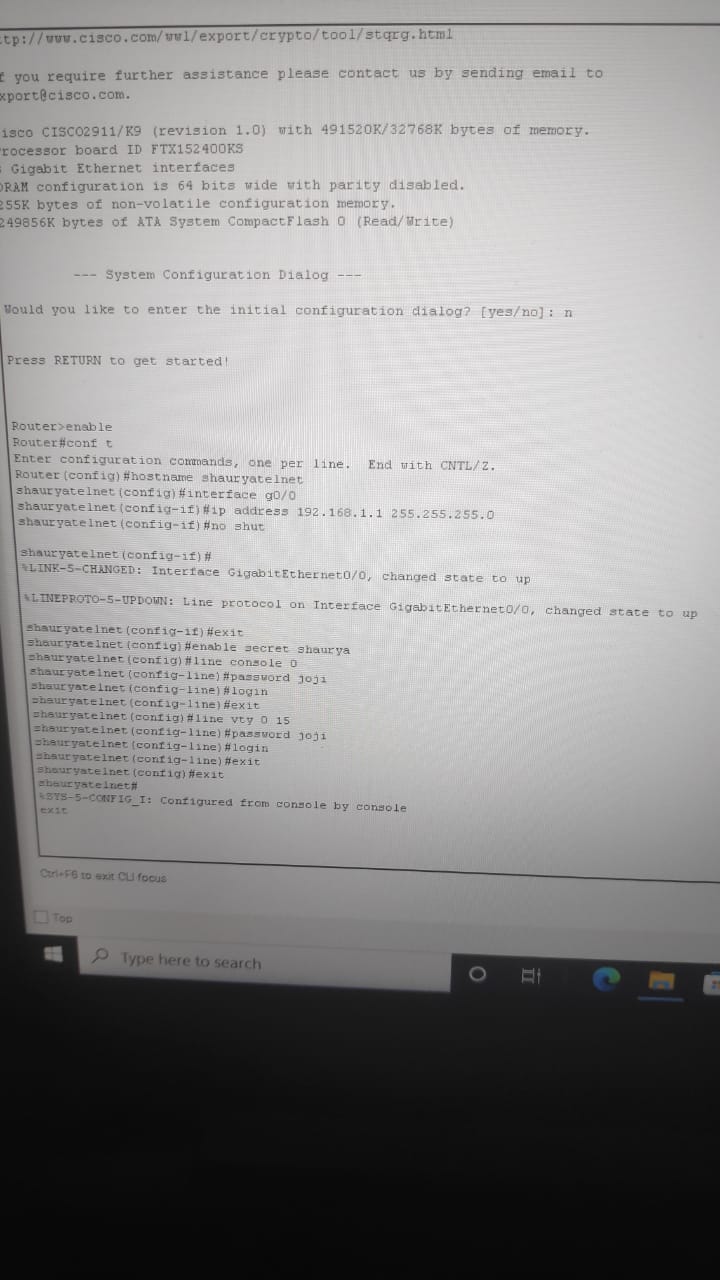 tp://www.cisco.com/wwl/export/crypto/tool/stqrg.html
f you require further assistance please contact us by sending email to
xport@cisco.com.
isco CISCO2911/K9 (revision 1.0) with 491520K/32768K bytes of memory.
rocessor board ID FTX152400KS
Gigabit Ethernet interfaces
DRAM configuration is 64 bits wide with parity disabled.
255K bytes of non-volatile configuration memory.
249856K bytes of ATA System CompactFlash 0 (Read/Write)
--- System Configuration Dialog ---
Would you like to enter the initial configuration dialog? [yes/no]: n
Press RETURN to get started!
Router>enable
Router#conf t
Enter configuration commands, one per line. End with CNTL/Z.
Router(config)#hostname shauryatelnet
shauryatelnet(config)#interface g0/0
shauryatelnet(config-if)#ip address 192.168.1.1 255.255.255.0
shauryatelnet(config-if)#no shut
shauryatelnet(config-if)#
%LINK-5-CHANGED: Interface GigabitEthernet0/0, changed state to up
%LINEPROTO-5-UPDOWN: Line protocol on Interface GigabitEthernet0/0, changed state to up
shauryatelnet(config-if)#exit
shauryatelnet(config)#enable secret shaurya
shauryatelnet(config)#line console 0
shauryatelnet(config-line)#password joji
shauryatelnet(config-line)#login
shauryatelnet(config-line)#exit
shauryatelnet(config)#line vty 0 15
shauryatelnet(config-line)#password joji
shauryatelnet(config-line)#login
shauryatelnet(config-line)#exit
shauryatelnet(config)#exit
shauryatelnet#
%SYS-5-CONFIG_I: Configured from console by console
exit
Ctrl+F6 to exit CLI focus
Top
Type here to search